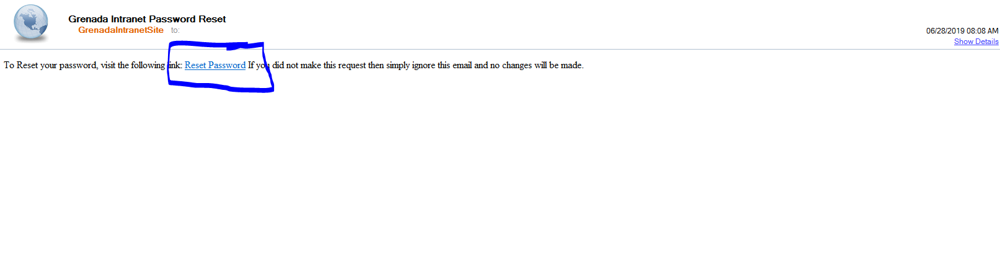 Grenada Intranet Password Reset
GrenadaIntranetSite to:
06/28/2019 08:08 AM
Show Details
To Reset your password, visit the following link: Reset Password If you did not make this request then simply ignore this email and no changes will be made.